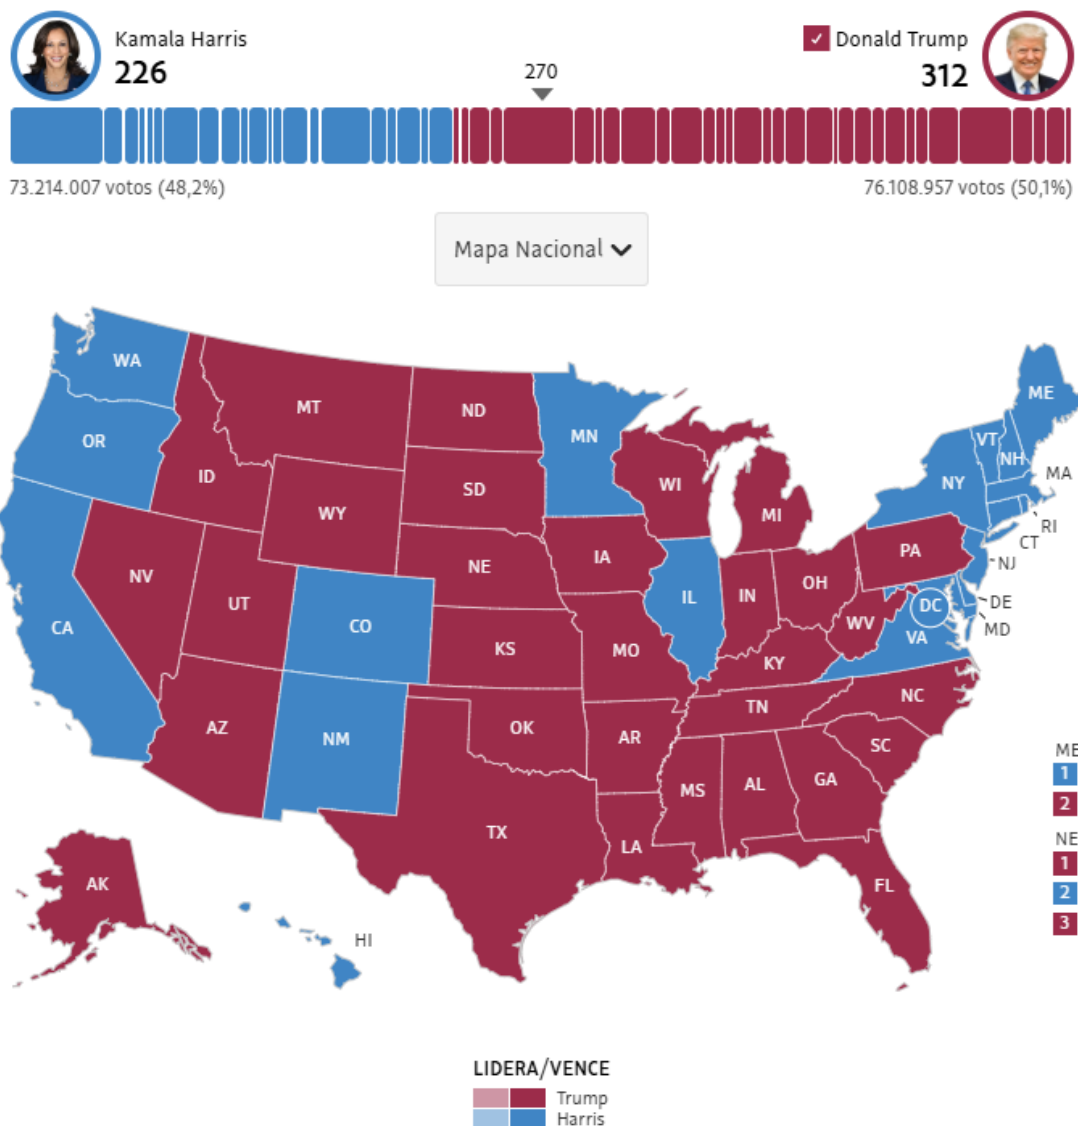 Kamala Harris
226
Donald Trump
312
270
73.214.007 votos (48,2%)
76.108.957 votos (50,1%)
Mapa Nacional
WA
MT
ND
MN
ME
OR
ID
SD
WI
MI
VT
NH
NY
MA
RI
CT
WY
NV
UT
CO
NE
IA
IL
IN
OH
PA
NJ
CA
KS
MO
KY
WV
DC
VA
DE
MD
AZ
NM
OK
AR
TN
NC
SC
TX
LA
MS
AL
GA
FL
AK
HI
ME
1
2
NE
1
2
3
LIDERA/VENCE
Trump
Harris